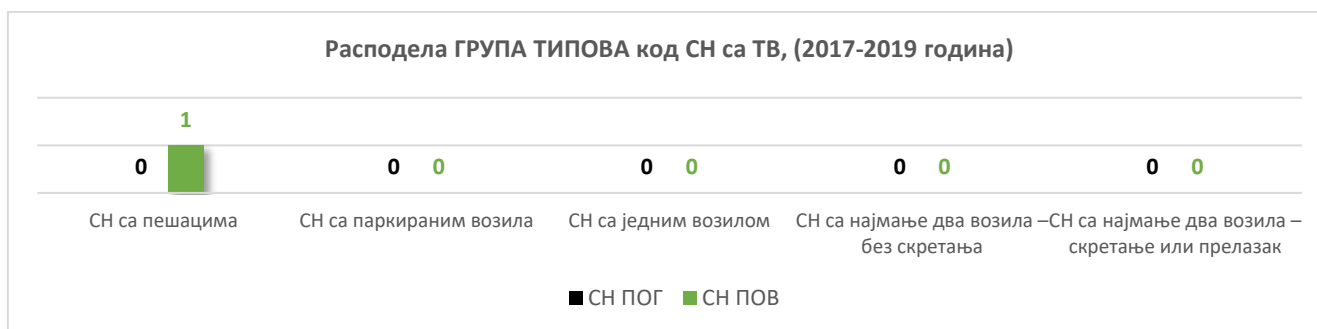 Расподела ГРУПА ТИПОВА код СН са ТВ, (2017-2019 година)
1
0 0 0 0 0 0 0 0 0
СН са пешацима СН са паркираним возила СН са једним возилом СН са најмање два возила – СН са најмање два возила –
без скретања скретање или прелазак
СН ПОГ СН ПОВ